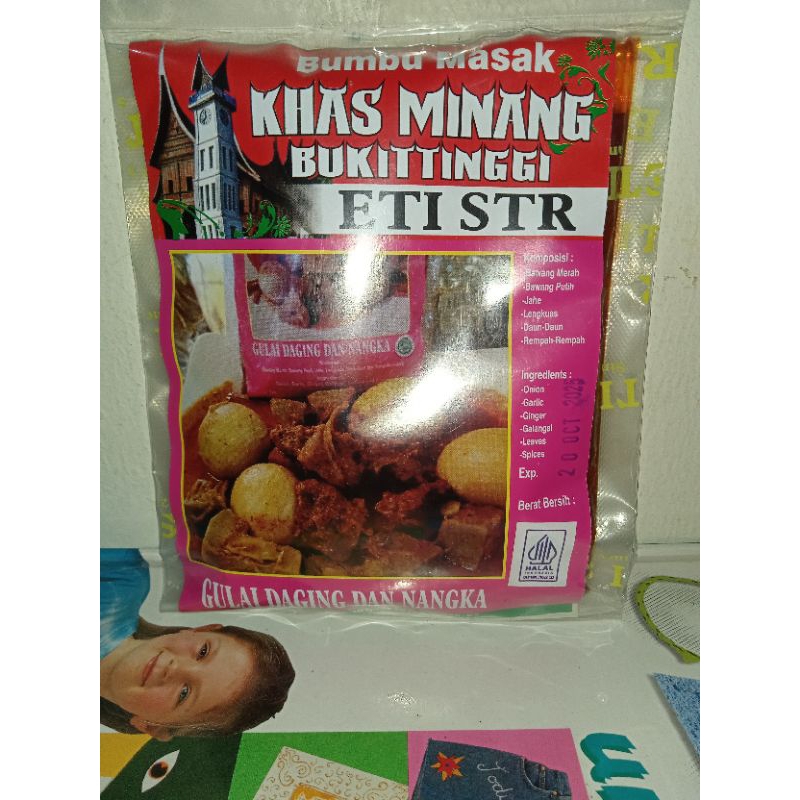 Bumbu Masak
KHAS MINANG
BUKITTINGGI
ETI STR
GULAI DAGING DAN NANGKA
Komposisi :
-Bawang Merah
-Bawang Putih
-Jahe
-Lengkuas
-Daun-Daun
-Rempah-Rempah
Ingredients :
-Onion
-Garlic
-Ginger
-Galangal
-Leaves
-Spices
Exp.
20 OCT 2025
Berat Bersih :
HALAL
INDONESIA
GULAI DAGING DAN NANGKA